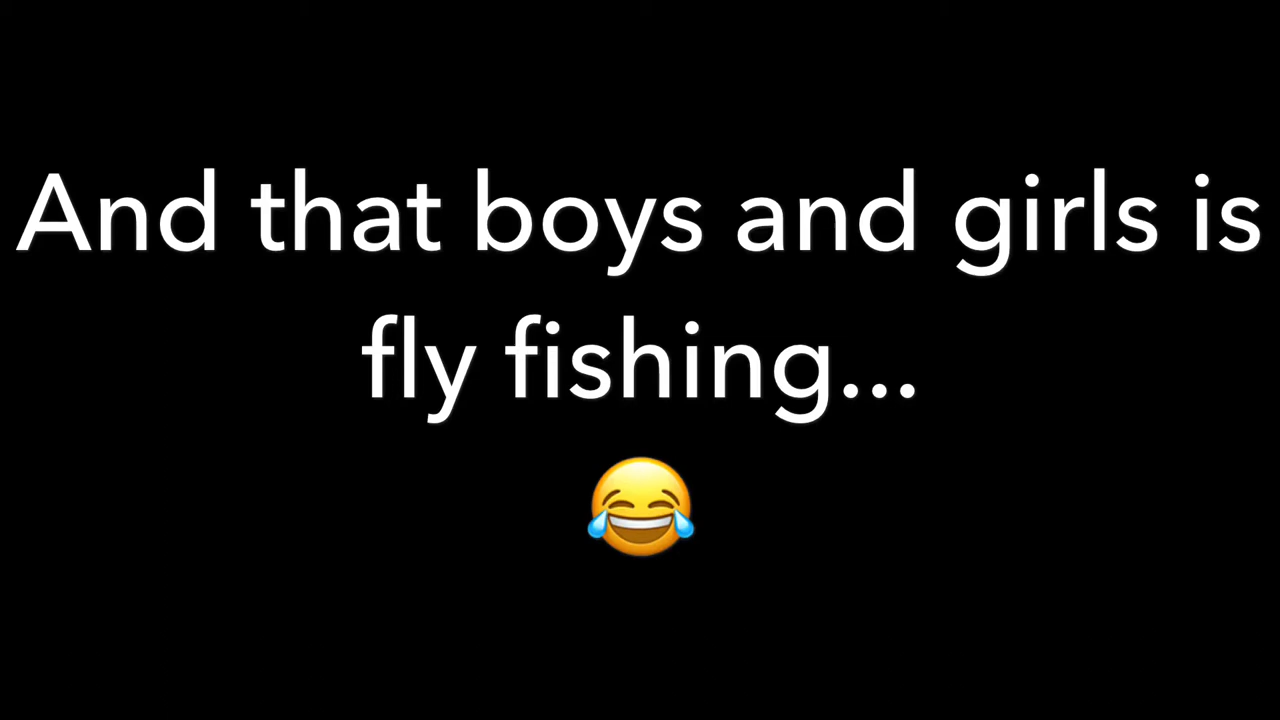 And that boys and girls is
fly fishing...
😂